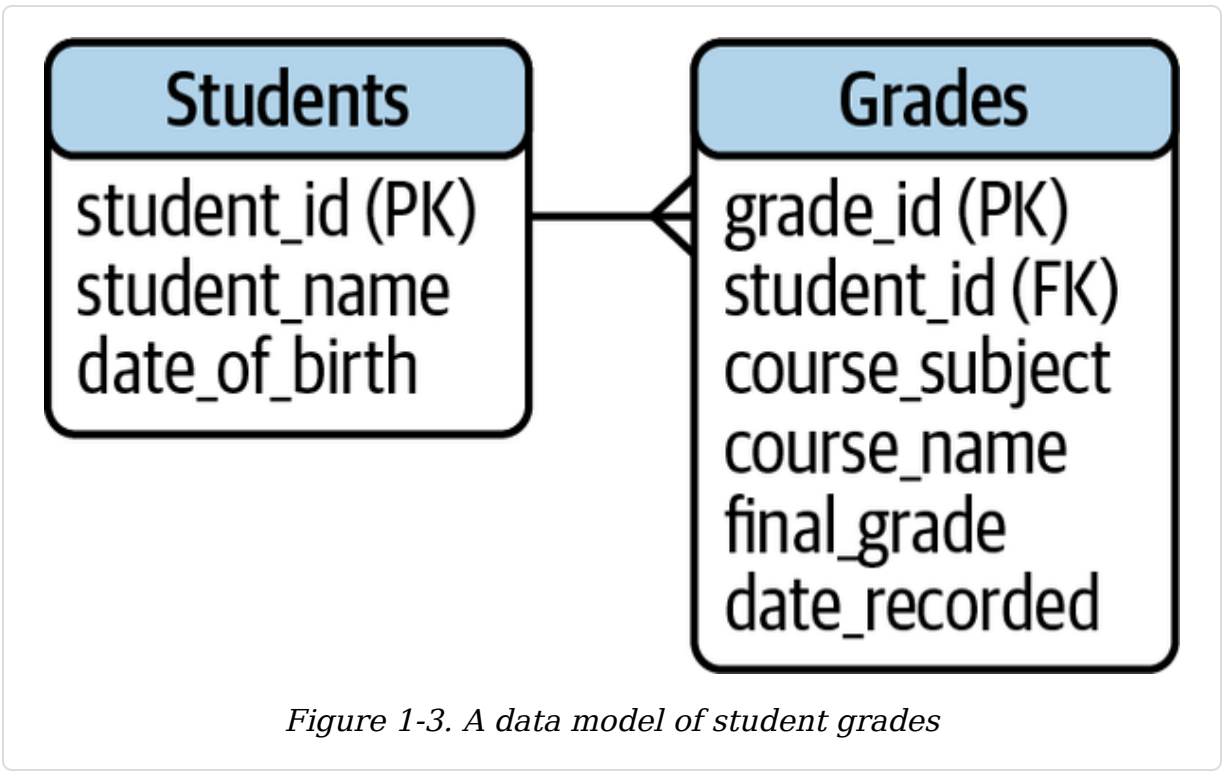 Students
student_id (PK)
student_name
date_of_birth
Grades
grade_id (PK)
student_id (FK)
course_subject
course_name
final_grade
date_recorded
Figure 1-3. A data model of student grades